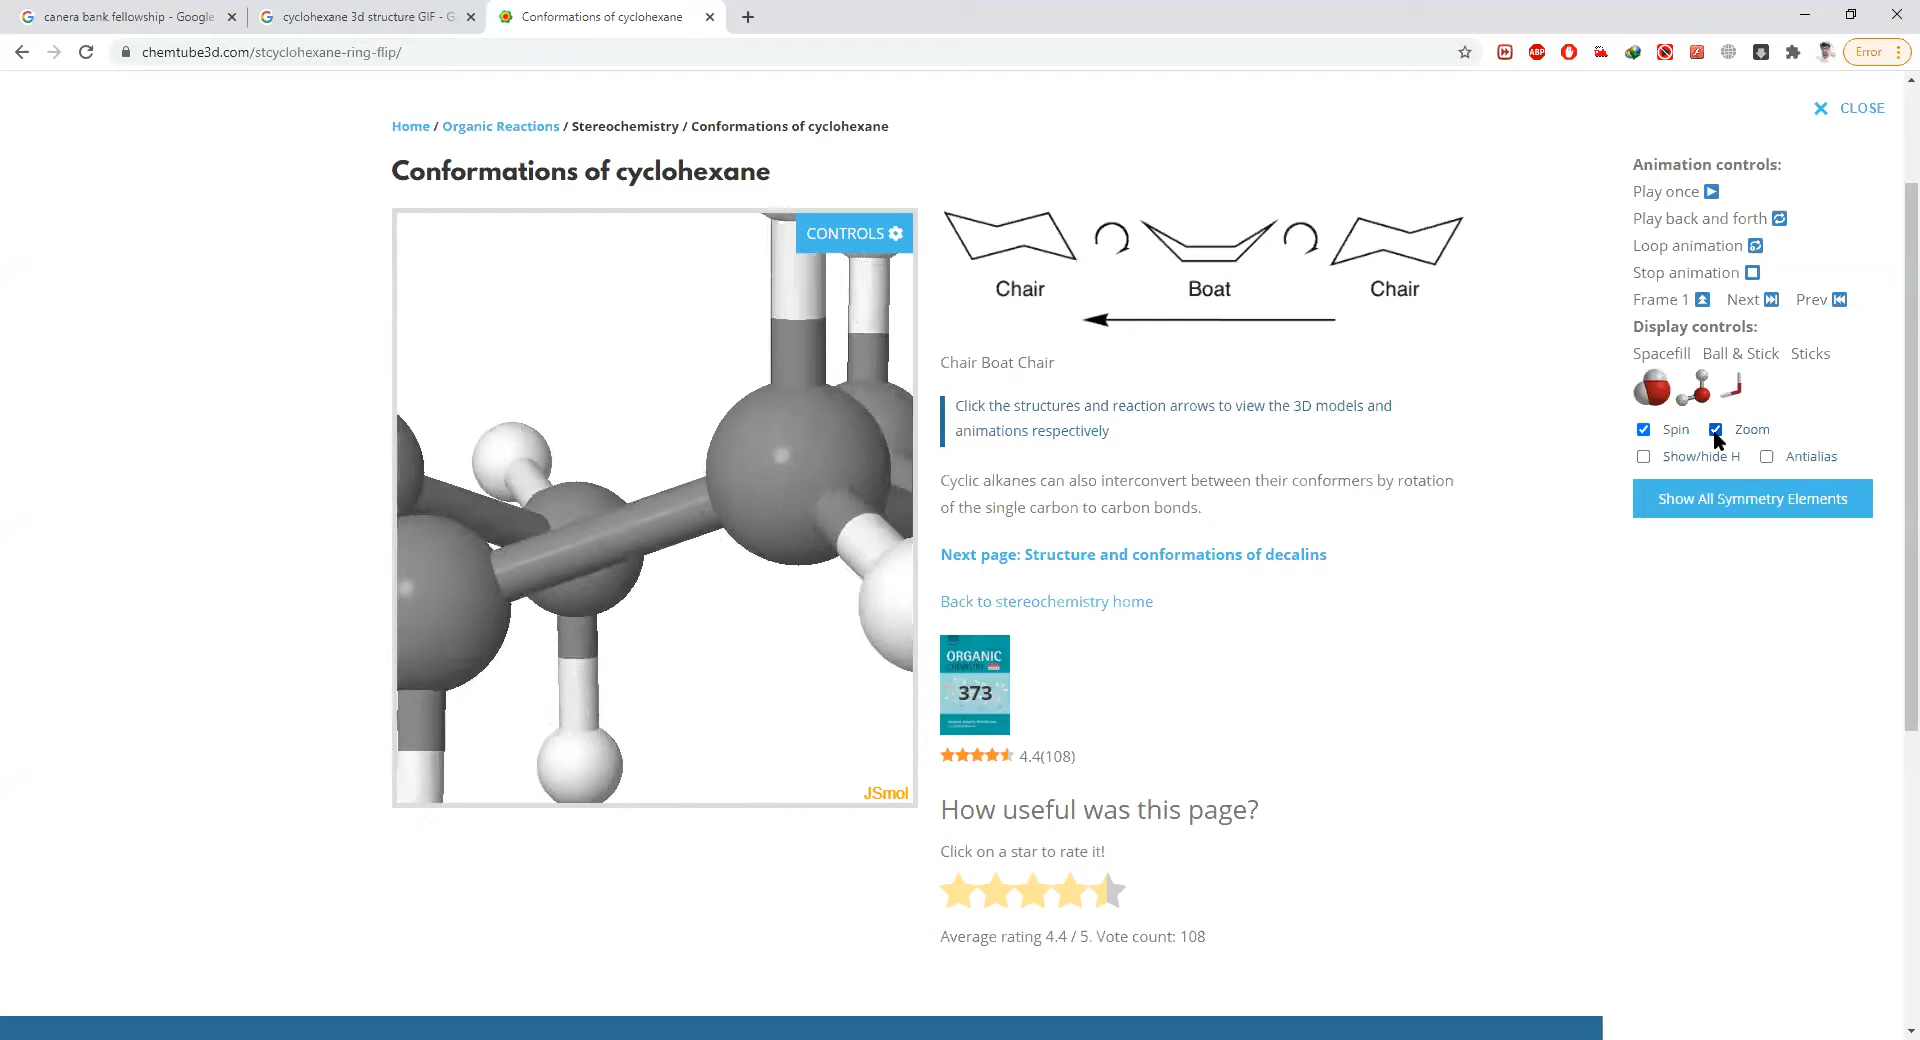 canera bank fellowship - Google
cyclohexane 3d structure GIF - G
Conformations of cyclohexane
chemtube3d.com/stcyclohexane-ring-flip/
ABP
Error
CLOSE
Home / Organic Reactions / Stereochemistry / Conformations of cyclohexane
Conformations of cyclohexane
CONTROLS
JSmol
Chair
Boat
Chair
Chair Boat Chair
Click the structures and reaction arrows to view the 3D models and
animations respectively
Cyclic alkanes can also interconvert between their conformers by rotation
of the single carbon to carbon bonds.
Next page: Structure and conformations of decalins
Back to stereochemistry home
ORGANIC
CHEMISTRY
373
4.4(108)
How useful was this page?
Click on a star to rate it!
Average rating 4.4 / 5. Vote count: 108
Animation controls:
Play once
Play back and forth
Loop animation
Stop animation
Frame 1 Next Prev
Display controls:
Spacefill Ball & Stick Sticks
Spin Zoom
Show/hide H Antialias
Show All Symmetry Elements